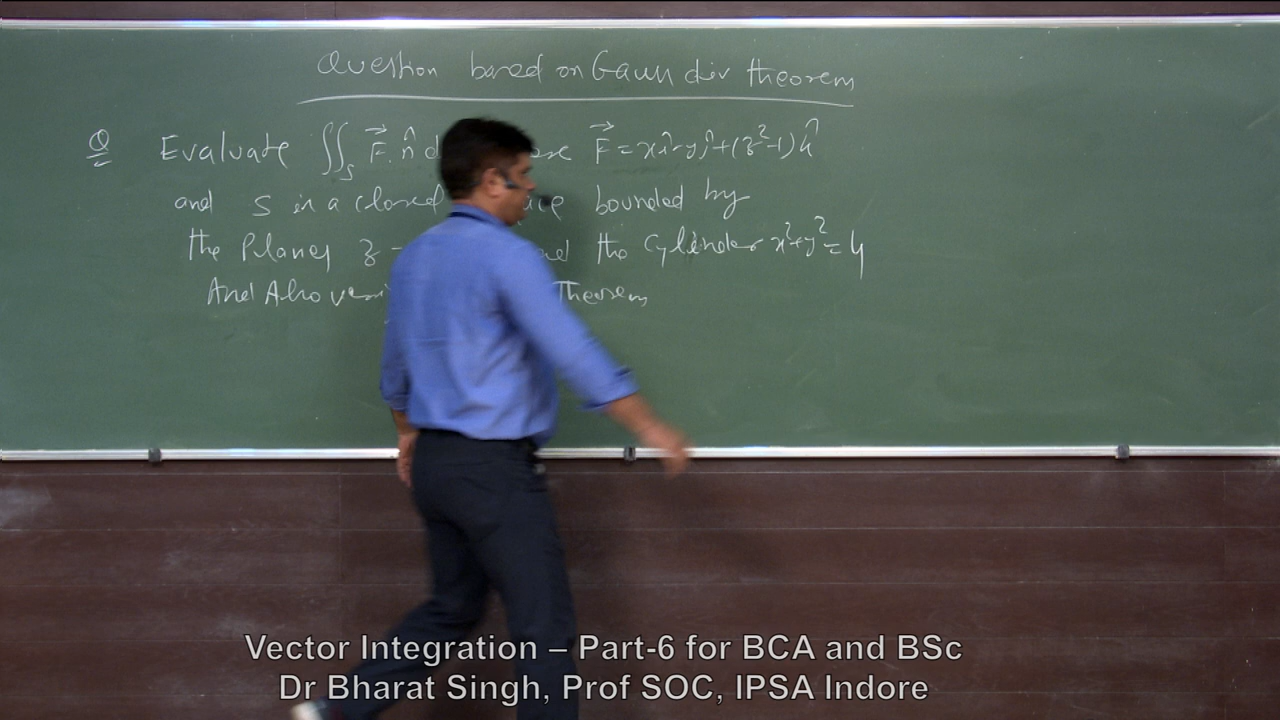 Question based on Gauss div theorem
Q Evaluate ∬_S F⃗.n̂ d F⃗ = xî-yĵ+(z²-1)k̂
and S is a closed bounded by
the Planes z the Cylinder x²+y²=4
And Also Theorem
Vector Integration – Part-6 for BCA and BSc
Dr Bharat Singh, Prof SOC, IPSA Indore